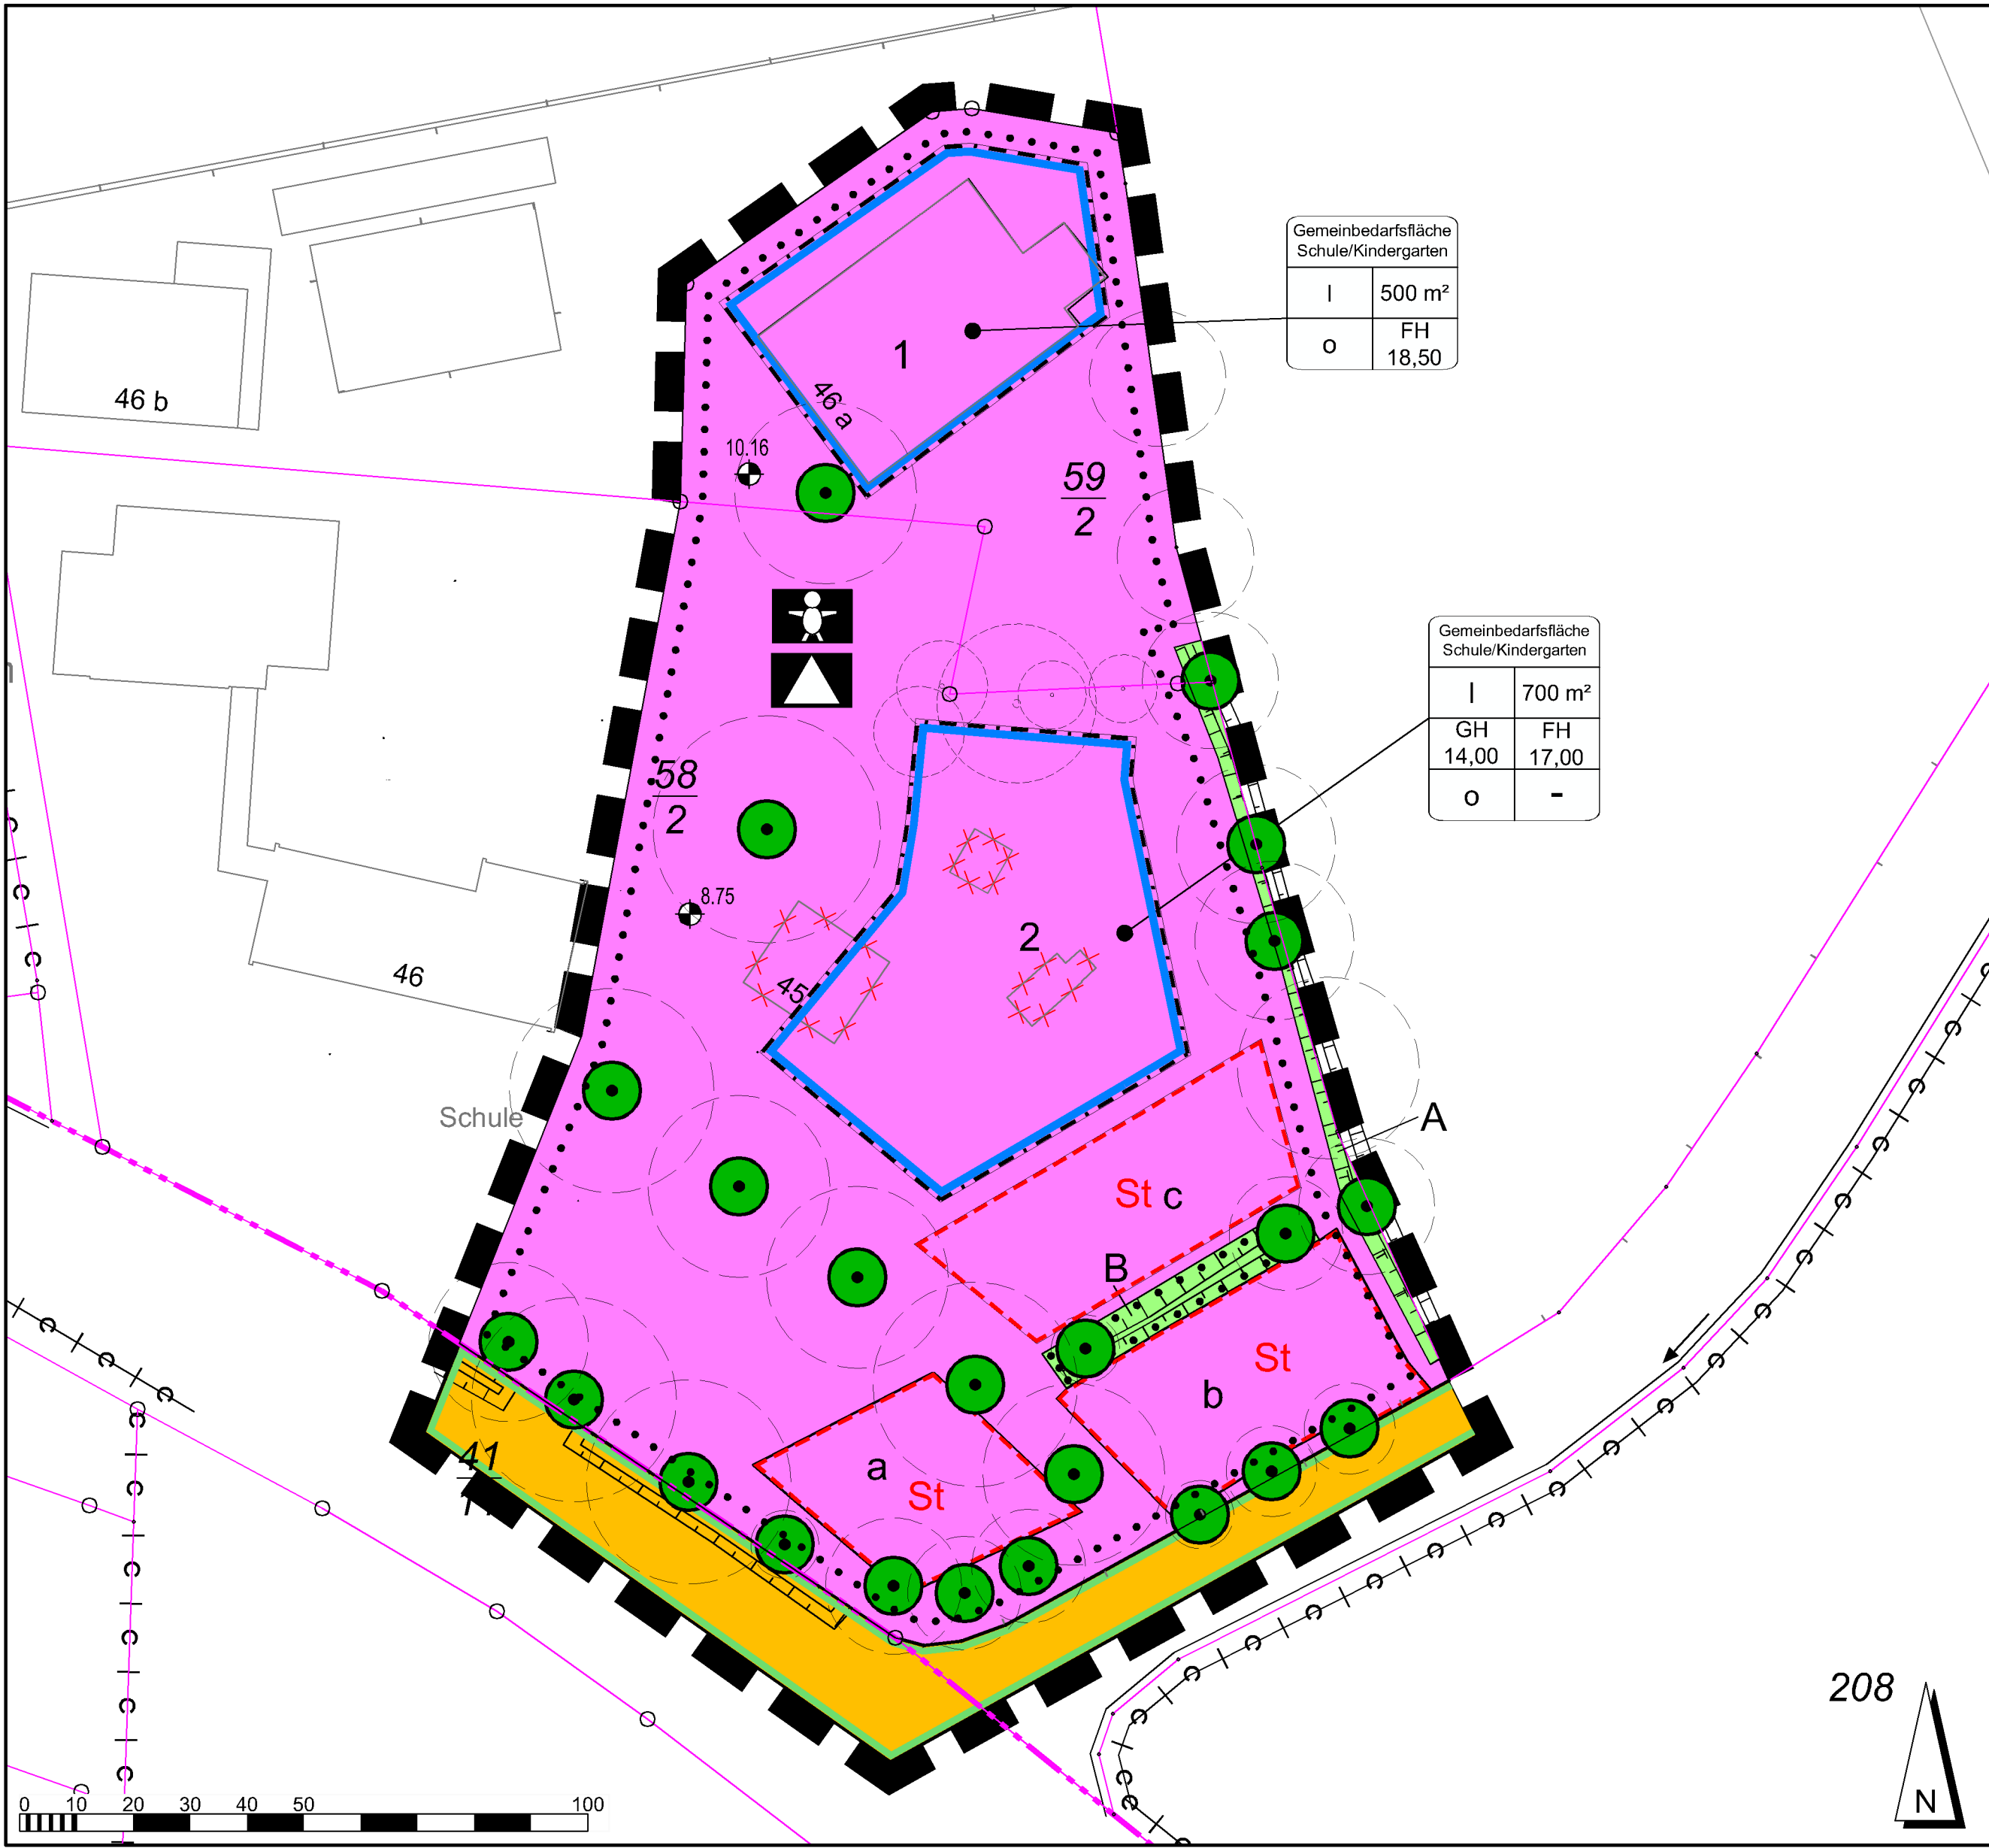 Gemeinbedarfsfläche
Schule/Kindergarten
I 500 m²
o FH
18,50
46 b
1
46 a
10.16
59
2
Gemeinbedarfsfläche
Schule/Kindergarten
I 700 m²
GH FH
14,00 17,00
o -
58
2
8.75
2
45
46
Schule
A
St c
B
St
b
a
St
41
208
N
0 10 20 30 40 50 100